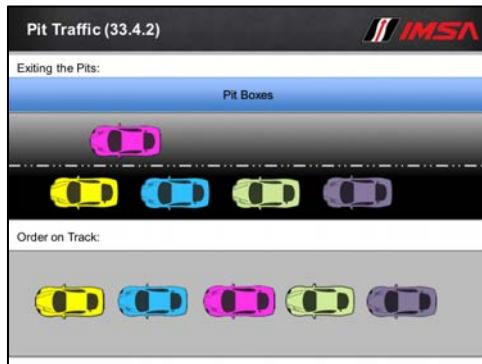 Pit Traffic (33.4.2)
IMSA
Exiting the Pits:
Pit Boxes
Order on Track: